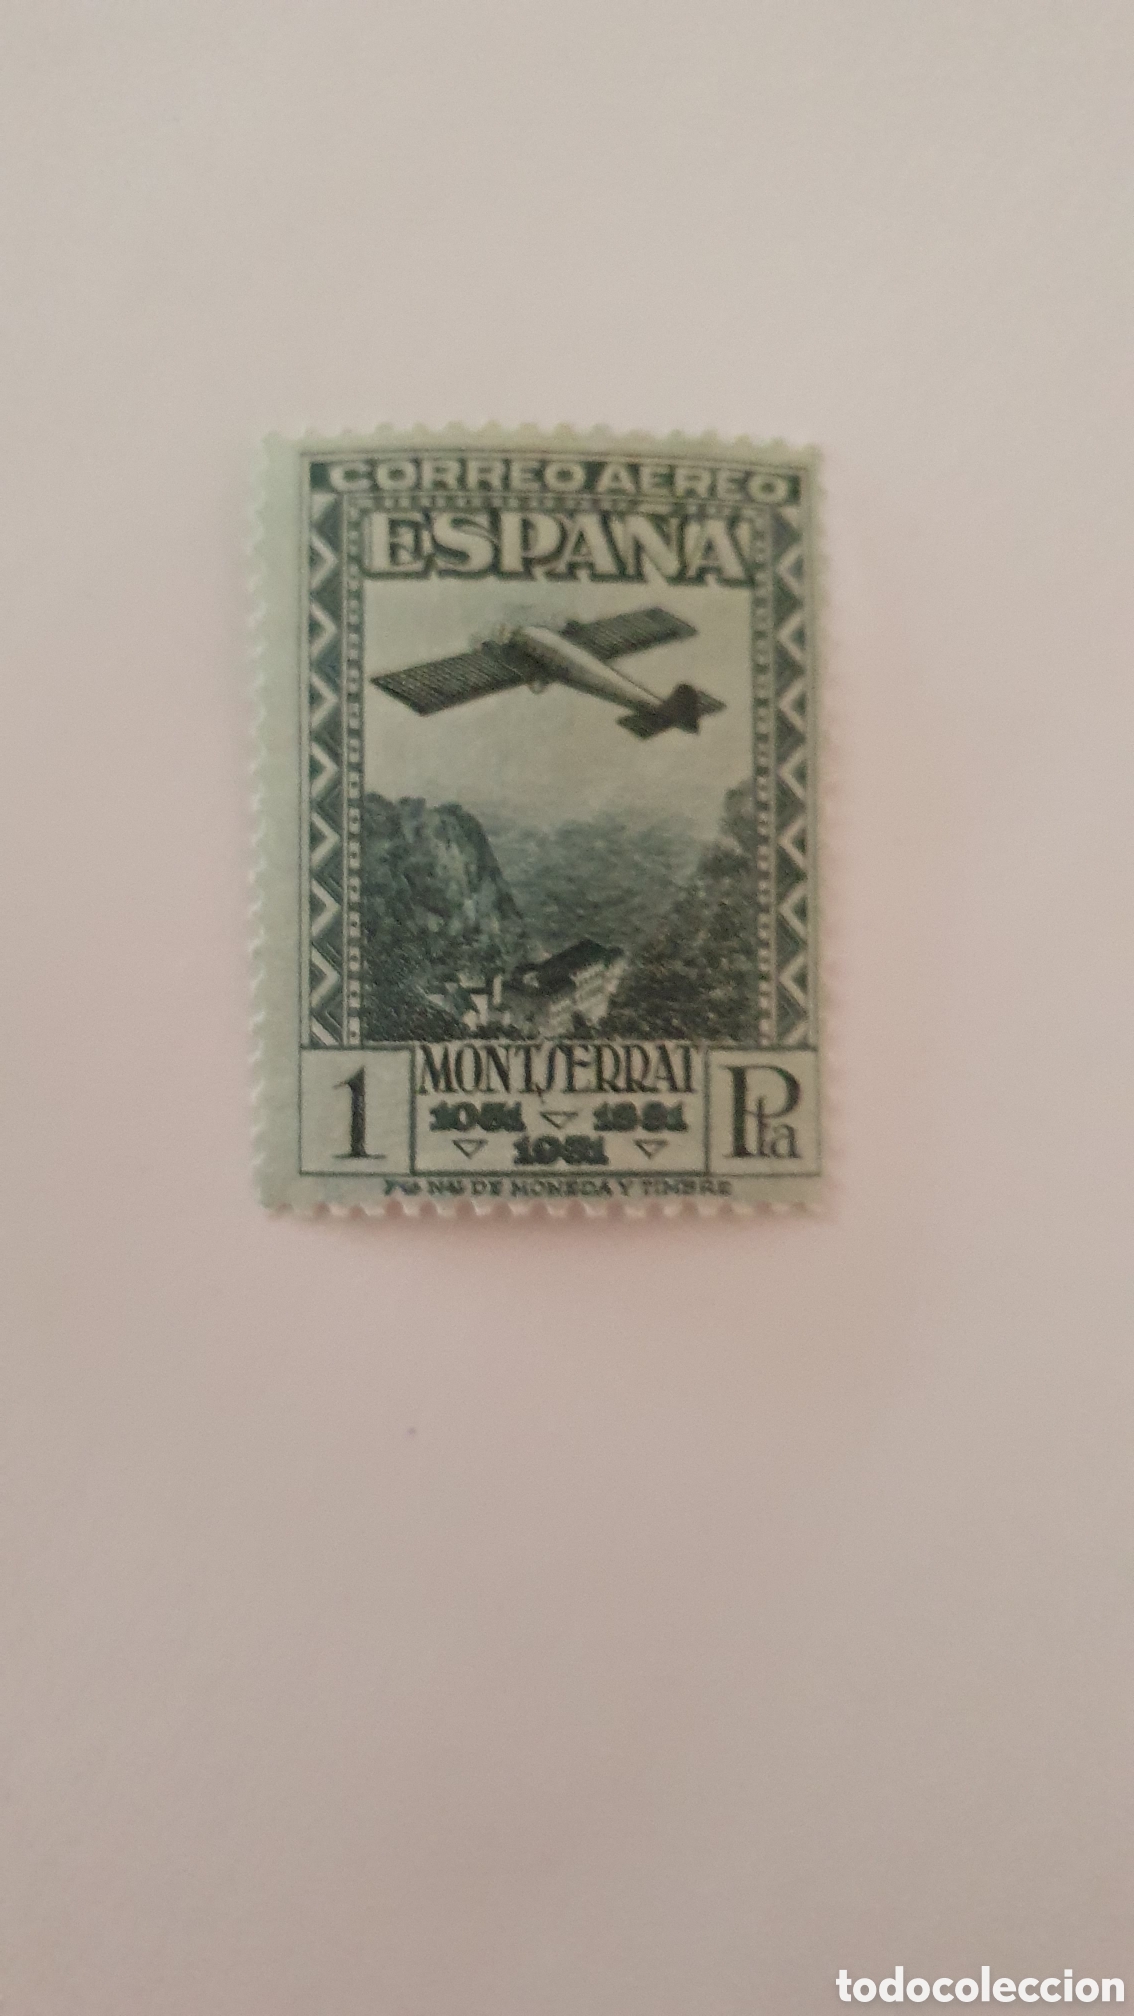 CORREO AEREO
ESPAÑA
MONTSERRAT
1 Pta
1031 1931
1931
Fca Nal DE MONEDA Y TIMBRE
todocoleccion